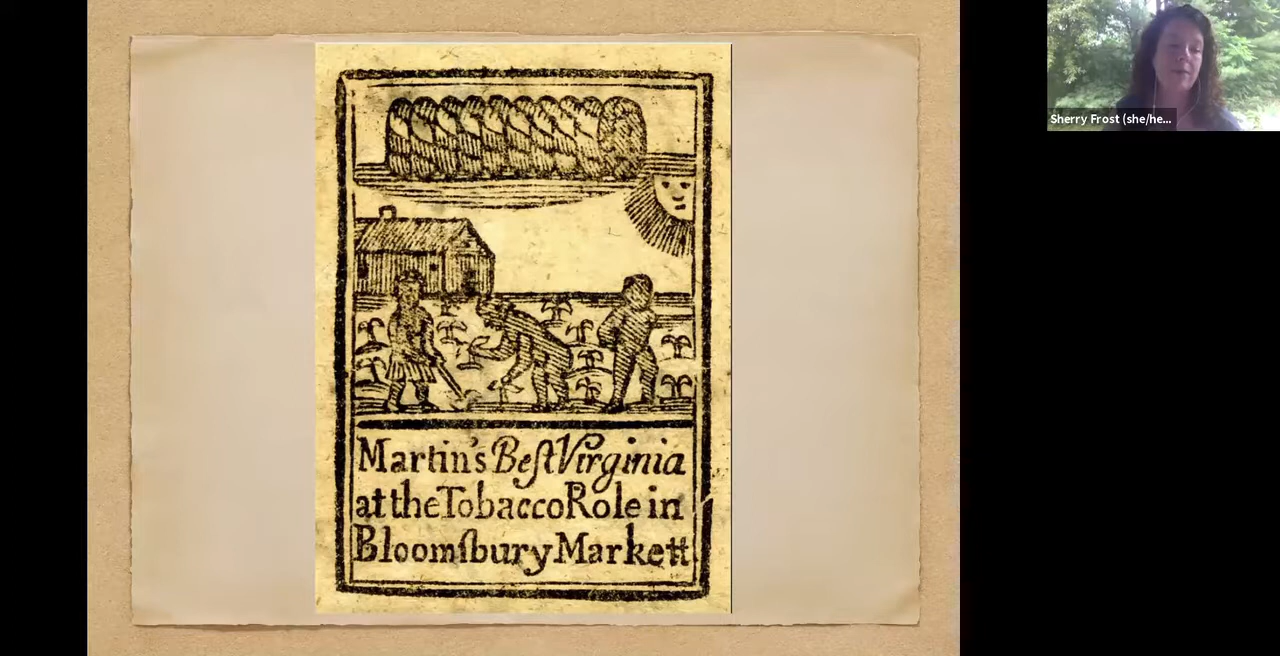 Martin's Beſt Virginia
at the Tobacco Role in
Bloomſbury Markett
Sherry Frost (she/he...